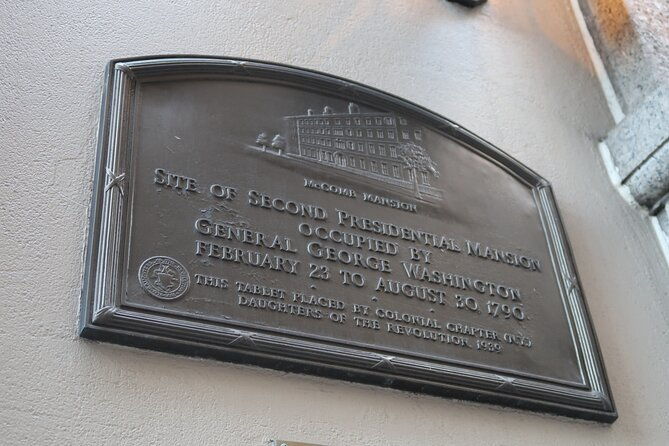 McCOMB MANSION
SITE OF SECOND PRESIDENTIAL MANSION
OCCUPIED BY
GENERAL GEORGE WASHINGTON
FEBRUARY 23 TO AUGUST 30, 1790.
THIS TABLET PLACED BY COLONIAL CHAPTER
DAUGHTERS OF THE REVOLUTION 1939